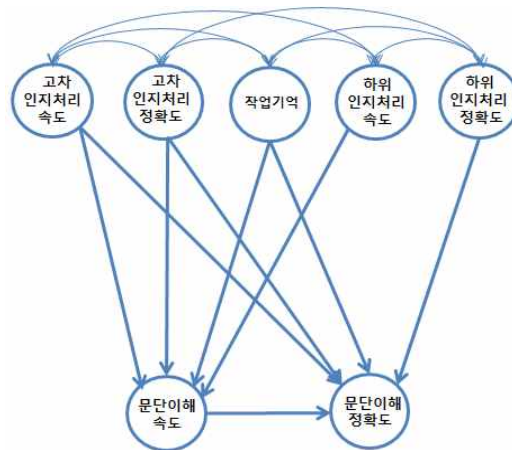 고차
인지처리
속도
고차
인지처리
정확도
작업기억
하위
인지처리
속도
하위
인지처리
정확도
문단이해
속도
문단이해
정확도